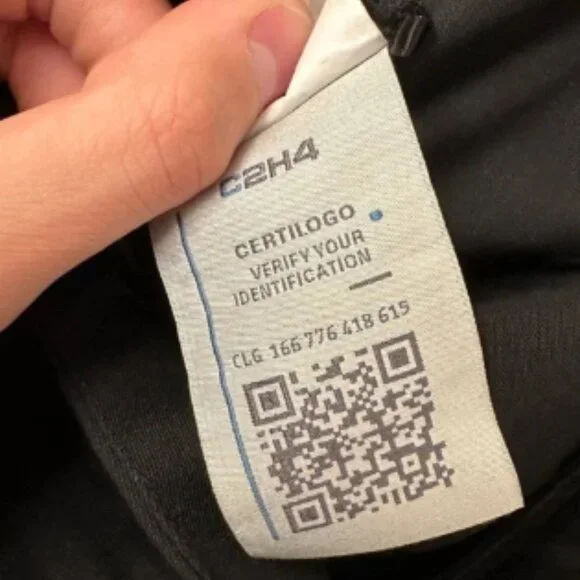 C2H4
CERTILOGO
VERIFY YOUR
IDENTIFICATION
CLG 166 776 418 615